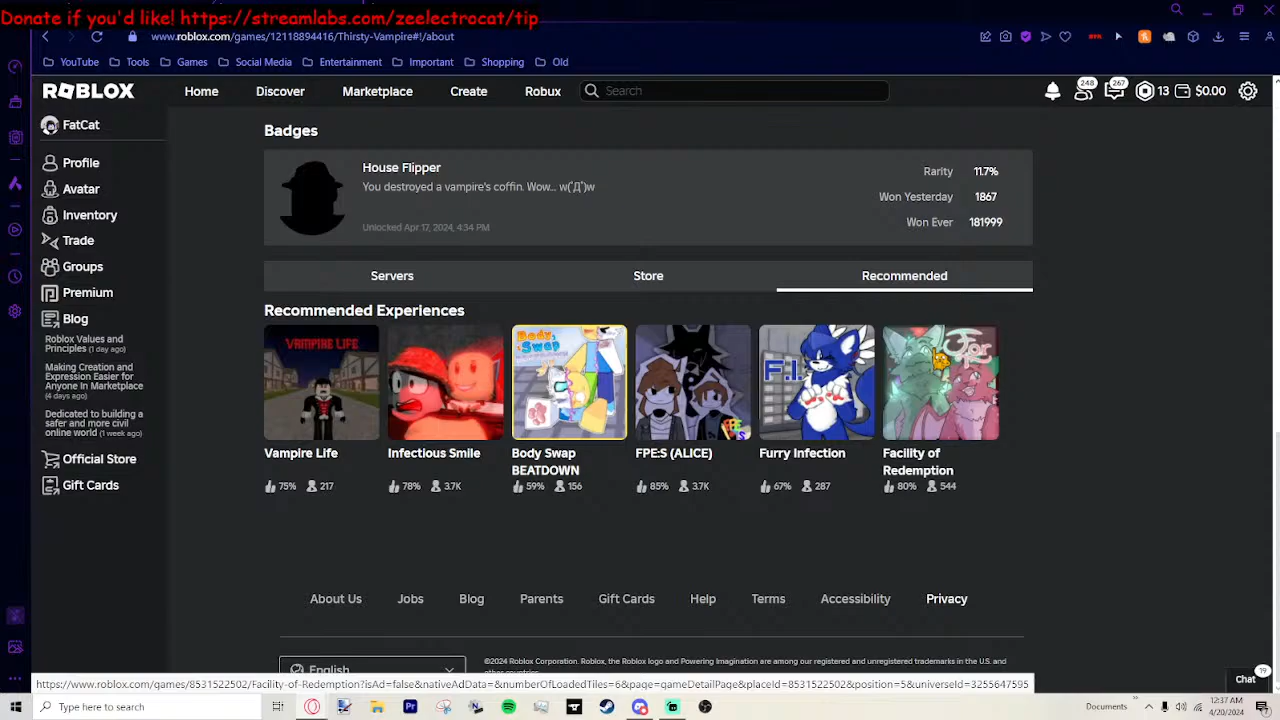 Donate if you'd like! https://streamlabs.com/zeelectrocat/tip
www.roblox.com/games/12118894416/Thirsty-Vampire#!/about
YouTube Tools Games Social Media Entertainment Important Shopping Old
ROBLOX Home Discover Marketplace Create Robux Search 248 267 13 $0.00
FatCat
Profile
Avatar
Inventory
Trade
Groups
Premium
Blog
Roblox Values and
Principles (1 day ago)
Making Creation and
Expression Easier for
Anyone In Marketplace
(4 days ago)
Dedicated to building a
safer and more civil
online world (1 week ago)
Official Store
Gift Cards
Badges
House Flipper
You destroyed a vampire's coffin. Wow... w(ﾟДﾟ)w
Unlocked Apr 17, 2024, 4:34 PM
Rarity 11.7%
Won Yesterday 1867
Won Ever 181999
Servers Store Recommended
Recommended Experiences
VAMPIRE LIFE
Body Swap
F.I.
FoR
Vampire Life
75% 217
Infectious Smile
78% 3.7K
Body Swap
BEATDOWN
59% 156
FPE:S (ALICE)
85% 3.7K
Furry Infection
67% 287
Facility of
Redemption
80% 544
About Us Jobs Blog Parents Gift Cards Help Terms Accessibility Privacy
English
©2024 Roblox Corporation. Roblox, the Roblox logo and Powering Imagination are among our registered and unregistered trademarks in the U.S. and
other countries.
https://www.roblox.com/games/8531522502/Facility-of-Redemption?isAd=false&nativeAdData=&numberOfLoadedTiles=6&page=gameDetailPage&placeId=8531522502&position=5&universeId=3255647595
Chat 19
Type here to search
Documents
12:37 AM
4/20/2024